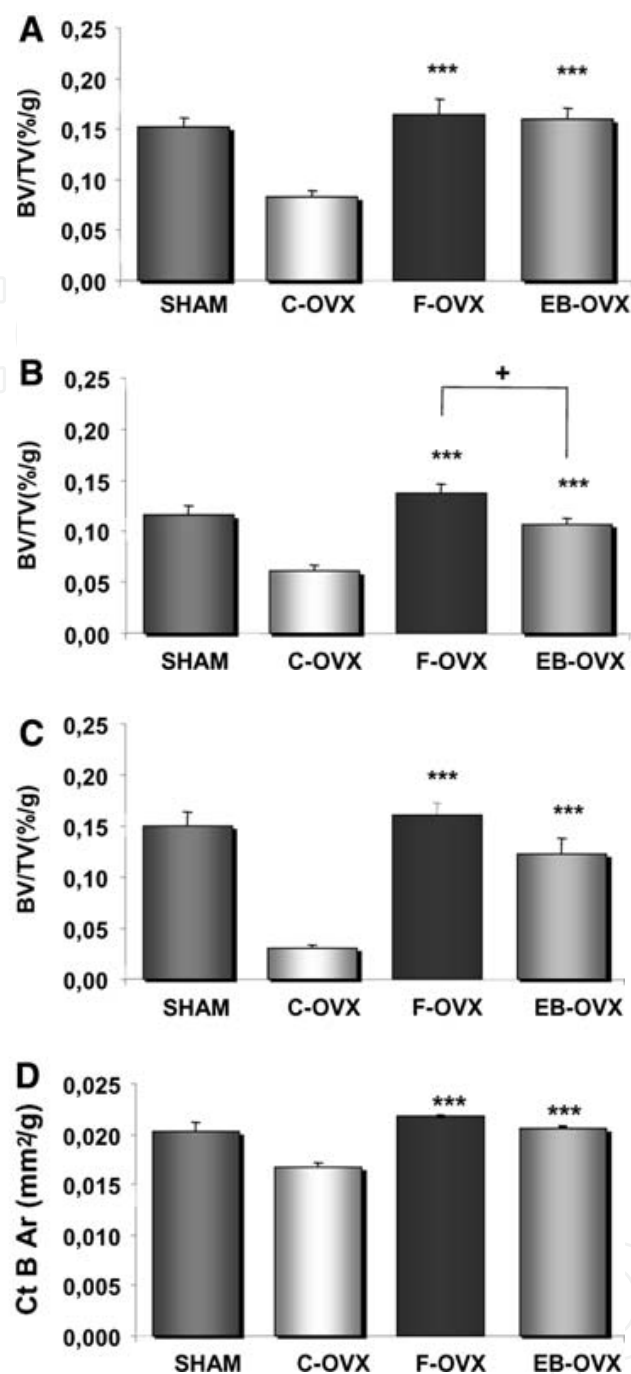 A
BV/TV(%/g)
0,25
0,20
0,15
0,10
0,05
0,00
*** ***
SHAM C-OVX F-OVX EB-OVX
B
BV/TV(%/g)
0,25
0,20
0,15
0,10
0,05
0,00
+
*** ***
SHAM C-OVX F-OVX EB-OVX
C
BV/TV(%/g)
0,25
0,20
0,15
0,10
0,05
0,00
*** ***
SHAM C-OVX F-OVX EB-OVX
D
Ct B Ar (mm²/g)
0,025
0,020
0,015
0,010
0,005
0,000
*** ***
SHAM C-OVX F-OVX EB-OVX